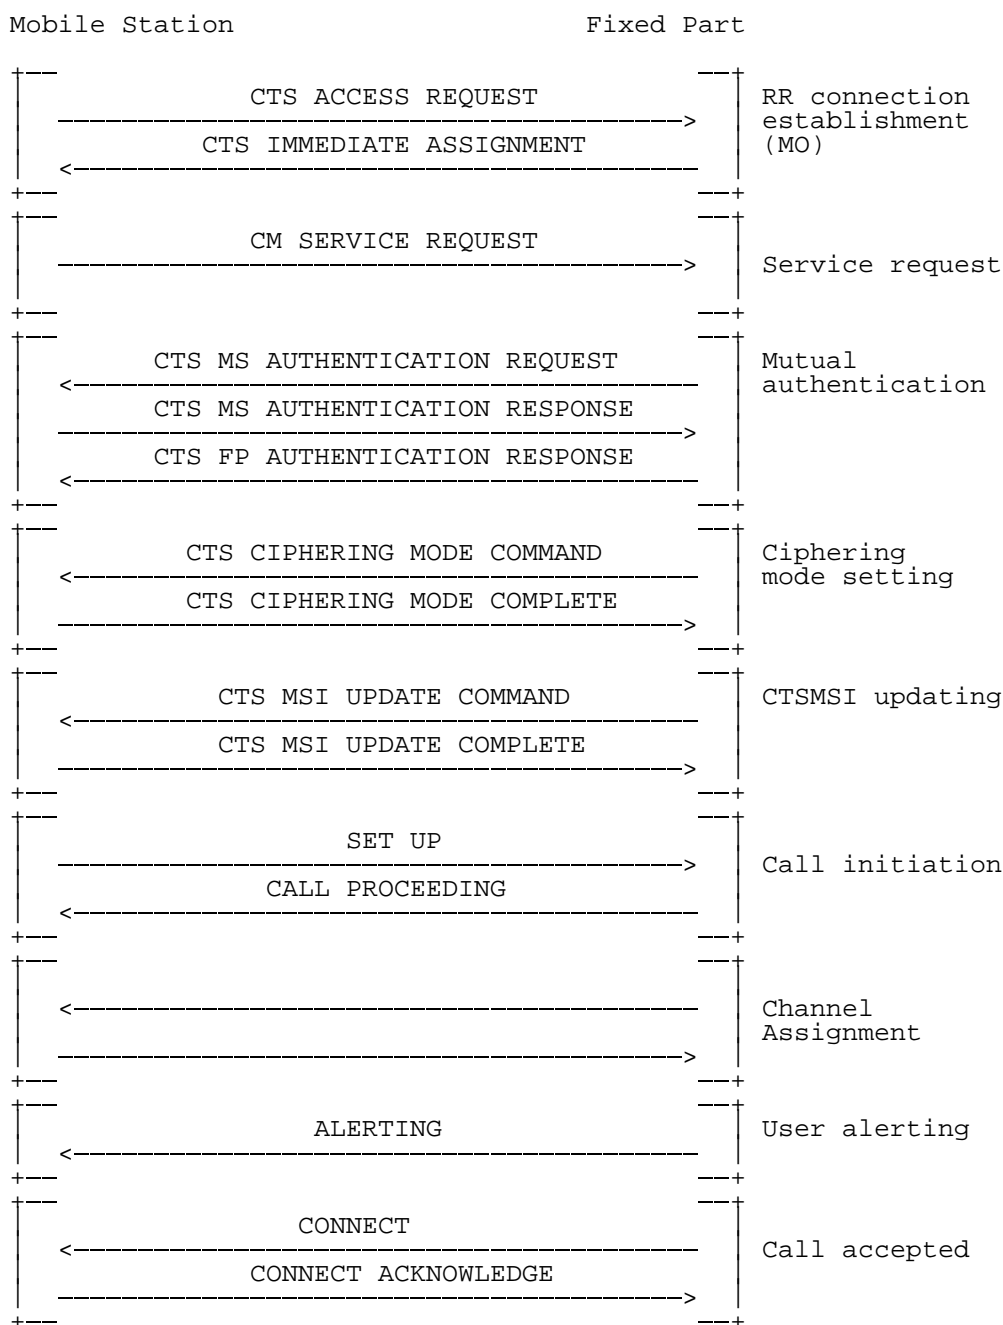 Mobile Station Fixed Part
CTS ACCESS REQUEST RR connection
establishment
CTS IMMEDIATE ASSIGNMENT (MO)
CM SERVICE REQUEST
Service request
CTS MS AUTHENTICATION REQUEST Mutual
authentication
CTS MS AUTHENTICATION RESPONSE
CTS FP AUTHENTICATION RESPONSE
CTS CIPHERING MODE COMMAND Ciphering
mode setting
CTS CIPHERING MODE COMPLETE
CTS MSI UPDATE COMMAND CTSMSI updating
CTS MSI UPDATE COMPLETE
SET UP
Call initiation
CALL PROCEEDING
Channel
Assignment
ALERTING User alerting
CONNECT
Call accepted
CONNECT ACKNOWLEDGE